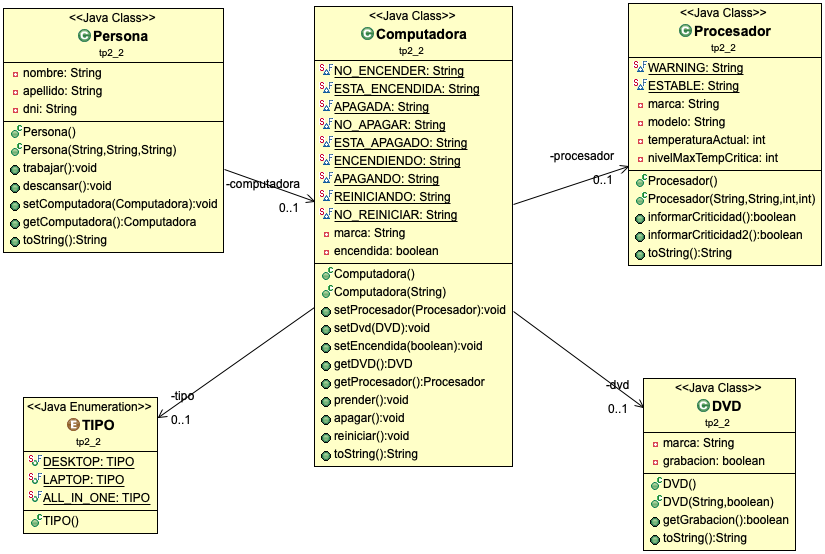 <<Java Class>>
Persona
tp2_2
nombre: String
apellido: String
dni: String
Persona()
Persona(String,String,String)
trabajar():void
descansar():void
setComputadora(Computadora):void
getComputadora():Computadora
toString():String
-computadora
0..1
<<Java Class>>
Computadora
tp2_2
NO_ENCENDER: String
ESTA_ENCENDIDA: String
APAGADA: String
NO_APAGAR: String
ESTA_APAGADO: String
ENCENDIENDO: String
APAGANDO: String
REINICIANDO: String
NO_REINICIAR: String
marca: String
encendida: boolean
Computadora()
Computadora(String)
setProcesador(Procesador):void
setDvd(DVD):void
setEncendida(boolean):void
getDVD():DVD
getProcesador():Procesador
prender():void
apagar():void
reiniciar():void
toString():String
-procesador
0..1
<<Java Class>>
Procesador
tp2_2
WARNING: String
ESTABLE: String
marca: String
modelo: String
temperaturaActual: int
nivelMaxTempCritica: int
Procesador()
Procesador(String,String,int,int)
informarCriticidad():boolean
informarCriticidad2():boolean
toString():String
-tipo
0..1
<<Java Enumeration>>
TIPO
tp2_2
DESKTOP: TIPO
LAPTOP: TIPO
ALL_IN_ONE: TIPO
TIPO()
-dvd
0..1
<<Java Class>>
DVD
tp2_2
marca: String
grabacion: boolean
DVD()
DVD(String,boolean)
getGrabacion():boolean
toString():String